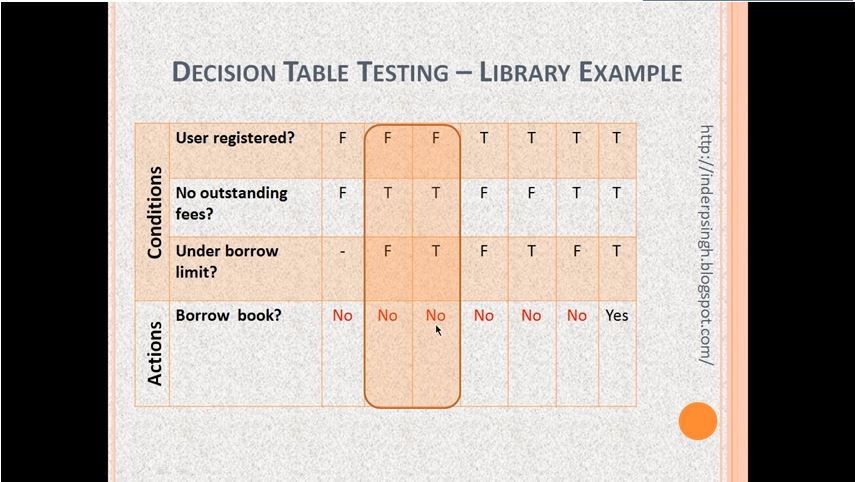 DECISION TABLE TESTING – LIBRARY EXAMPLE
Conditions
User registered? F F F T T T T
No outstanding F T T F F T T
fees?
Under borrow - F T F T F T
limit?
Actions
Borrow book? No No No No No No Yes
http://inderpsingh.blogspot.com/